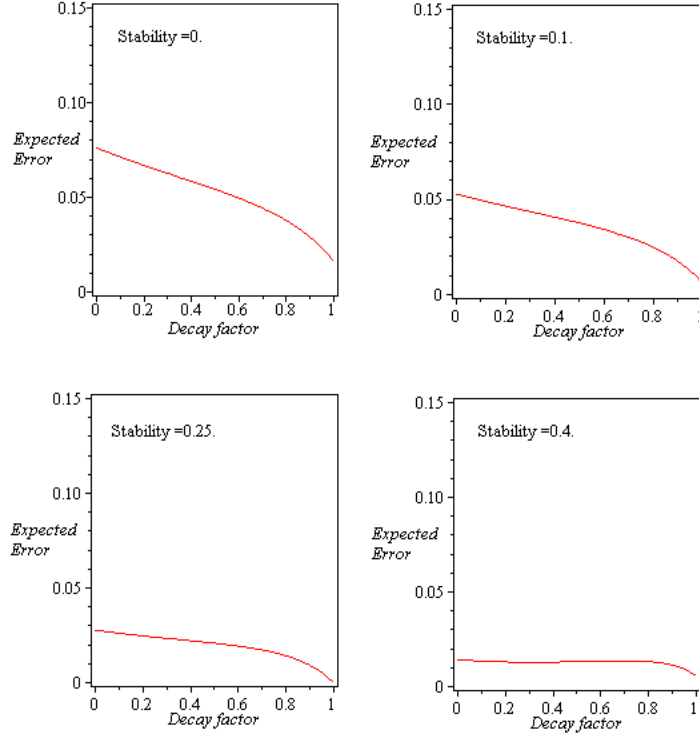 0.15
Stability =0.
0.10
Expected
Error
0.05
0
0 0.2 0.4 0.6 0.8 1
Decay factor
0.15
Stability =0.1.
0.10
Expected
Error
0.05
0
0 0.2 0.4 0.6 0.8 1
Decay factor
0.15
Stability =0.25.
0.10
Expected
Error
0.05
0
0 0.2 0.4 0.6 0.8 1
Decay factor
0.15
Stability =0.4.
0.10
Expected
Error
0.05
0
0 0.2 0.4 0.6 0.8 1
Decay factor